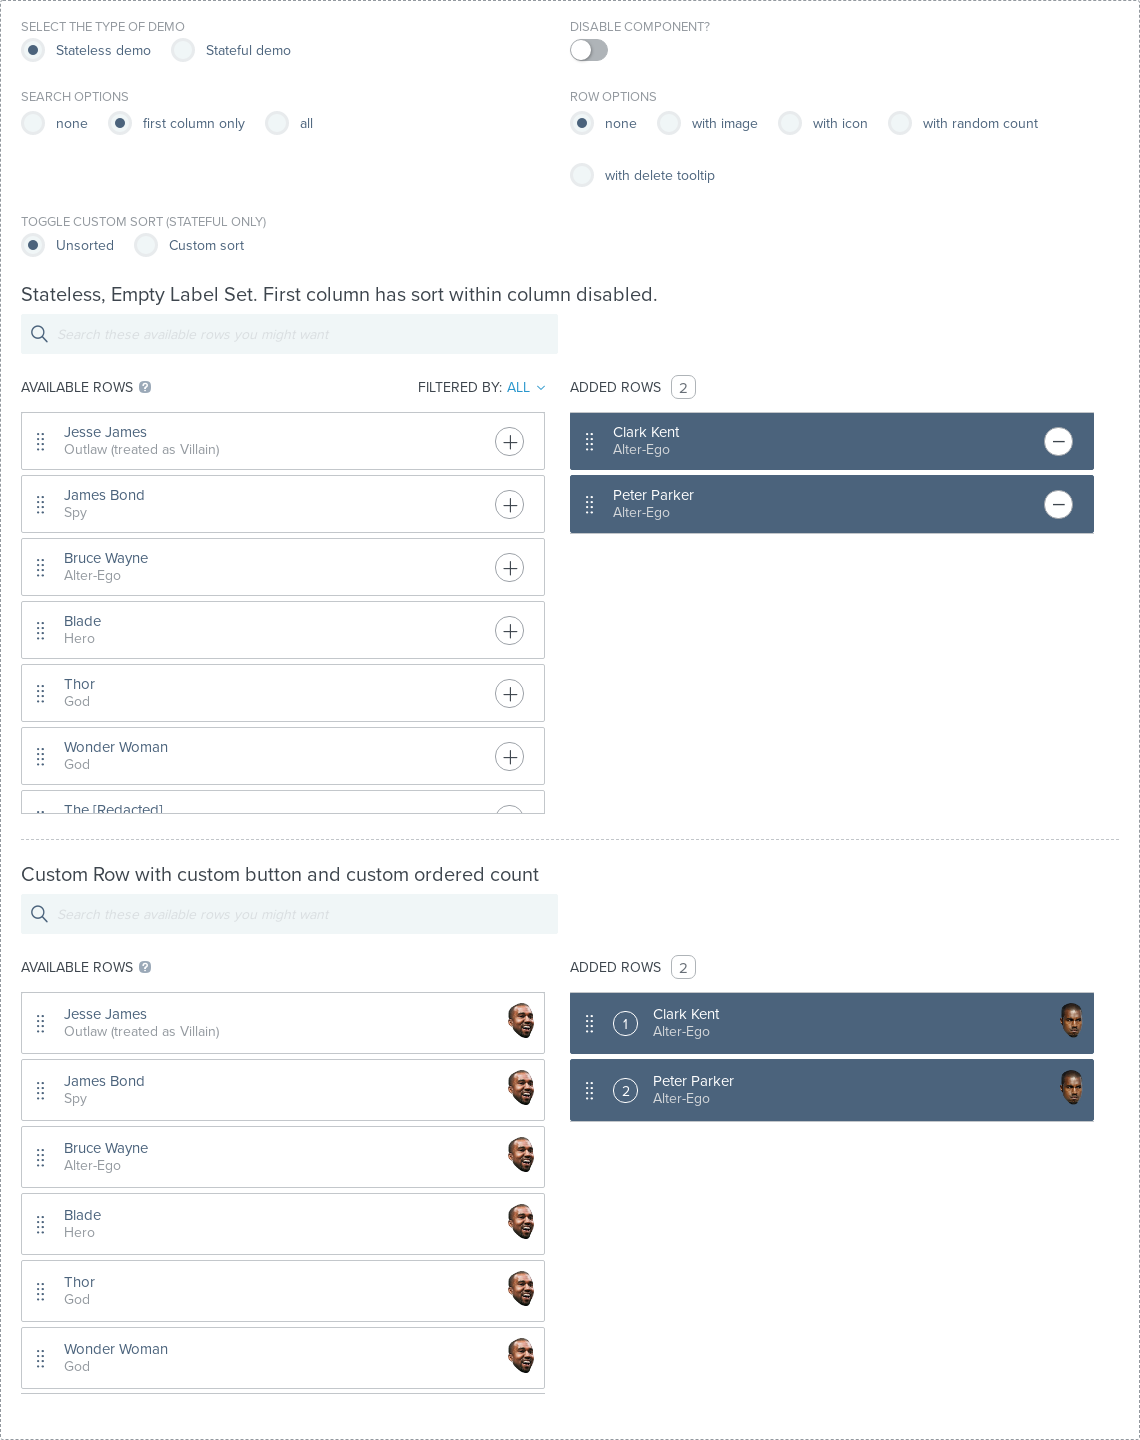 SELECT THE TYPE OF DEMO
Stateless demo Stateful demo
DISABLE COMPONENT?
SEARCH OPTIONS
none first column only all
ROW OPTIONS
none with image with icon with random count
with delete tooltip
TOGGLE CUSTOM SORT (STATEFUL ONLY)
Unsorted Custom sort
Stateless, Empty Label Set. First column has sort within column disabled.
Search these available rows you might want
AVAILABLE ROWS ? FILTERED BY: ALL
Jesse James
Outlaw (treated as Villain)
James Bond
Spy
Bruce Wayne
Alter-Ego
Blade
Hero
Thor
God
Wonder Woman
God
The [Redacted]
ADDED ROWS 2
Clark Kent
Alter-Ego
Peter Parker
Alter-Ego
Custom Row with custom button and custom ordered count
Search these available rows you might want
AVAILABLE ROWS ?
Jesse James
Outlaw (treated as Villain)
James Bond
Spy
Bruce Wayne
Alter-Ego
Blade
Hero
Thor
God
Wonder Woman
God
ADDED ROWS 2
1 Clark Kent
Alter-Ego
2 Peter Parker
Alter-Ego